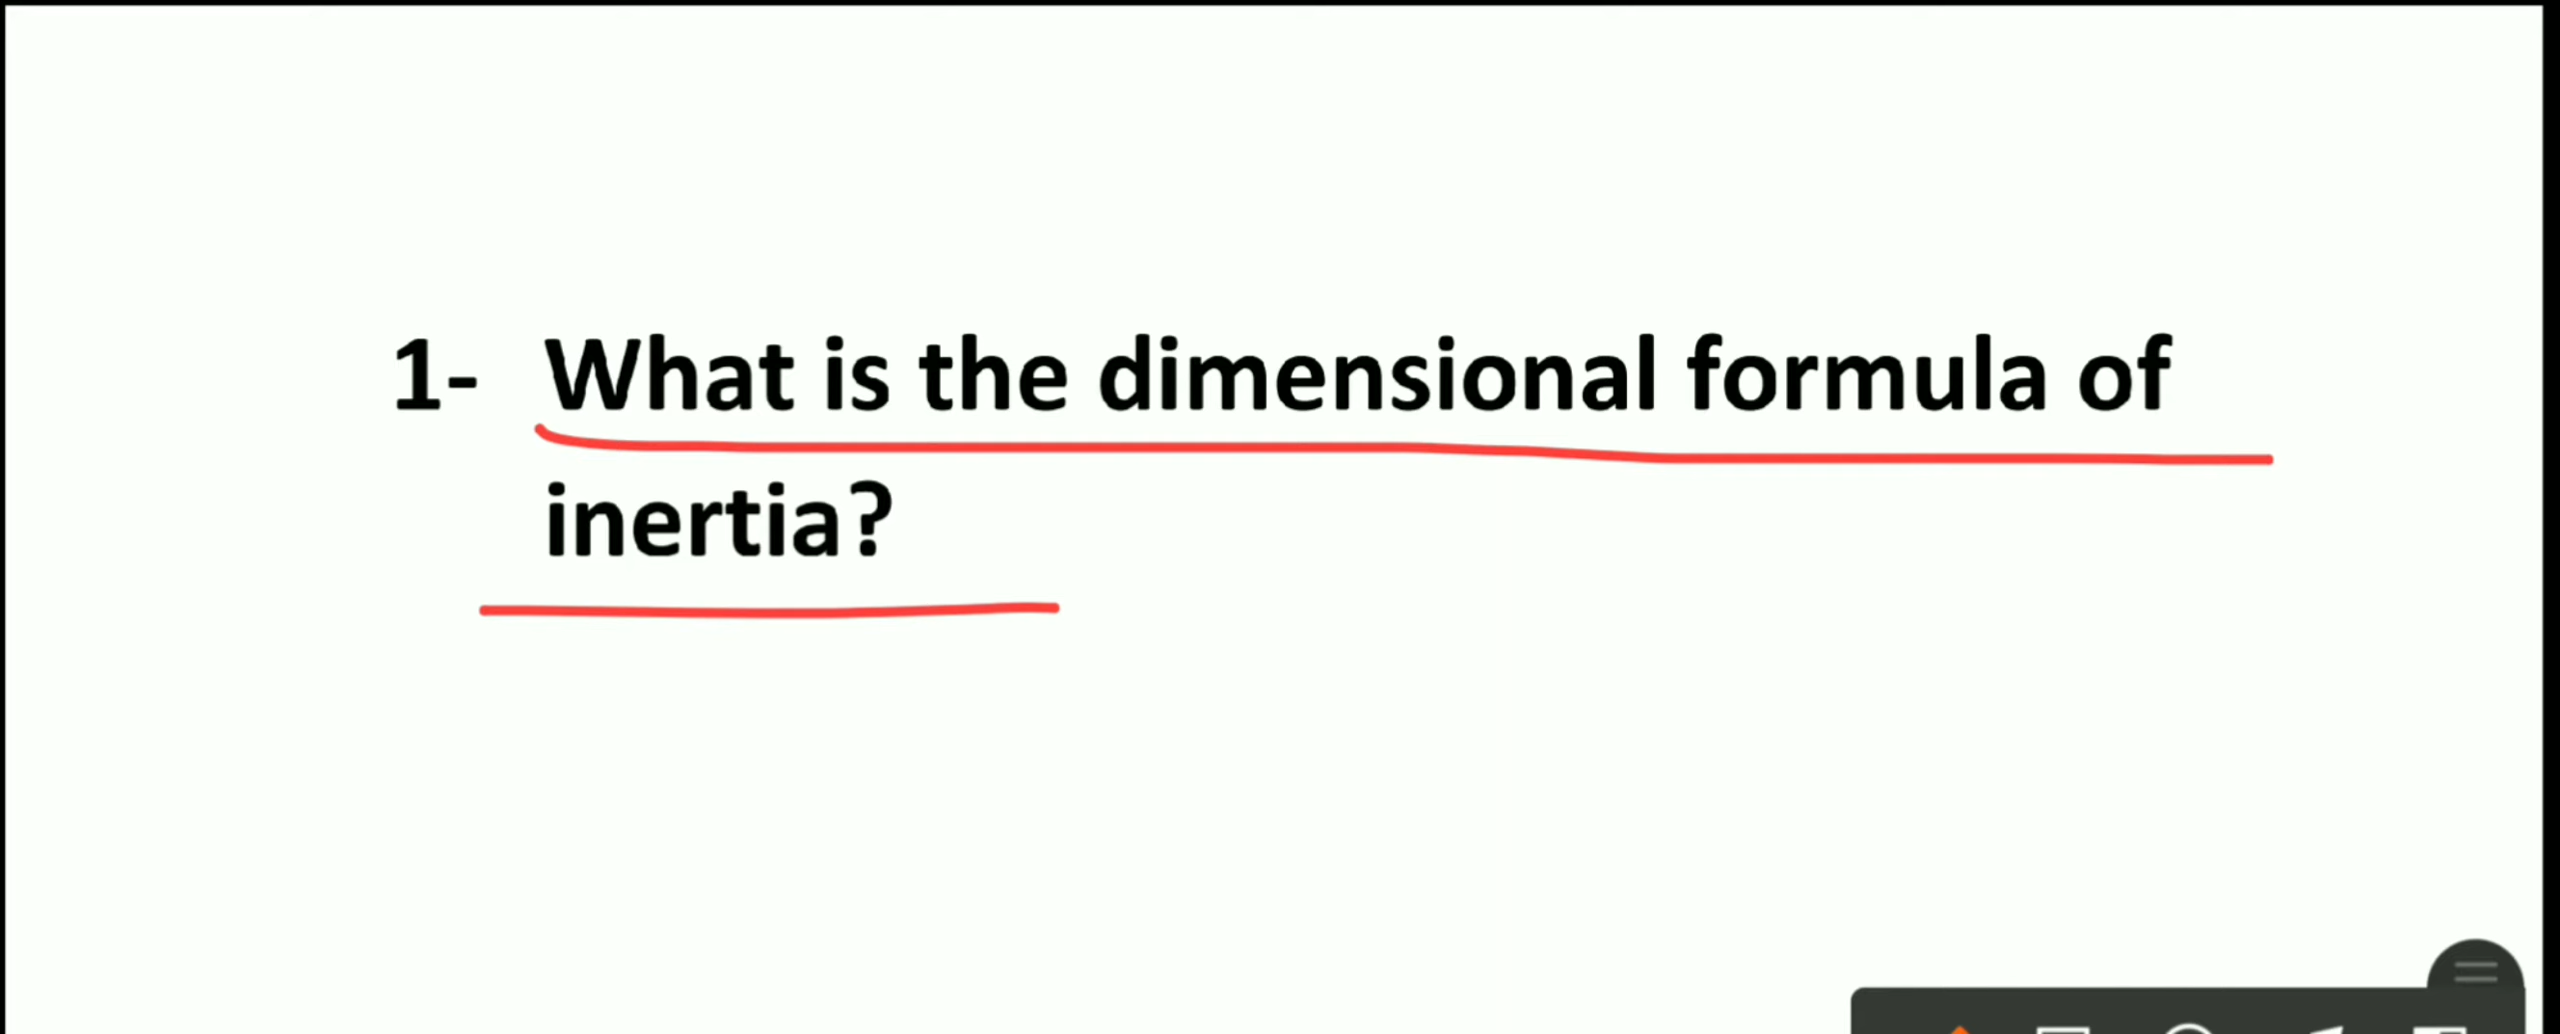 1- What is the dimensional formula of
inertia?